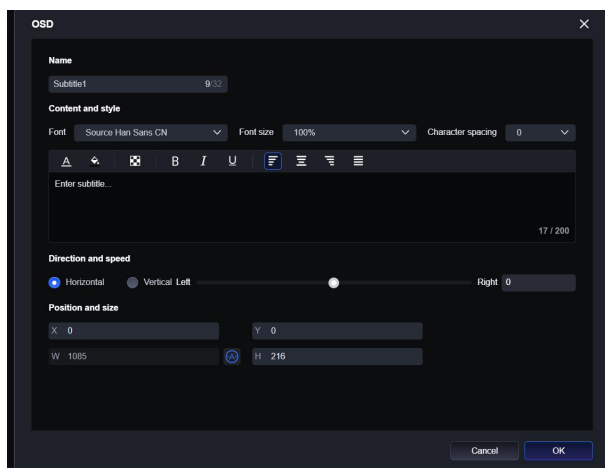 OSD
Name
Subtitle1 9/32
Content and style
Font Source Han Sans CN Font size 100% Character spacing 0
A B I U
Enter subtitle...
17 / 200
Direction and speed
Horizontal Vertical Left Right 0
Position and size
X 0 Y 0
W 1085 A H 216
Cancel OK